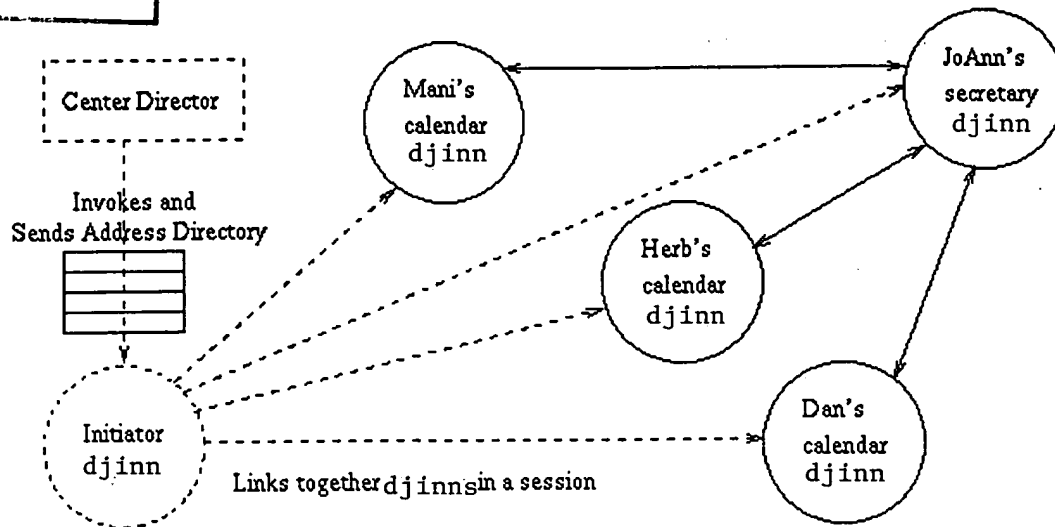 Center Director
Invokes and
Sends Address Directory
Initiator
djinn
Mani's
calendar
djinn
JoAnn's
secretary
djinn
Herb's
calendar
djinn
Dan's
calendar
djinn
Links together djinns in a session